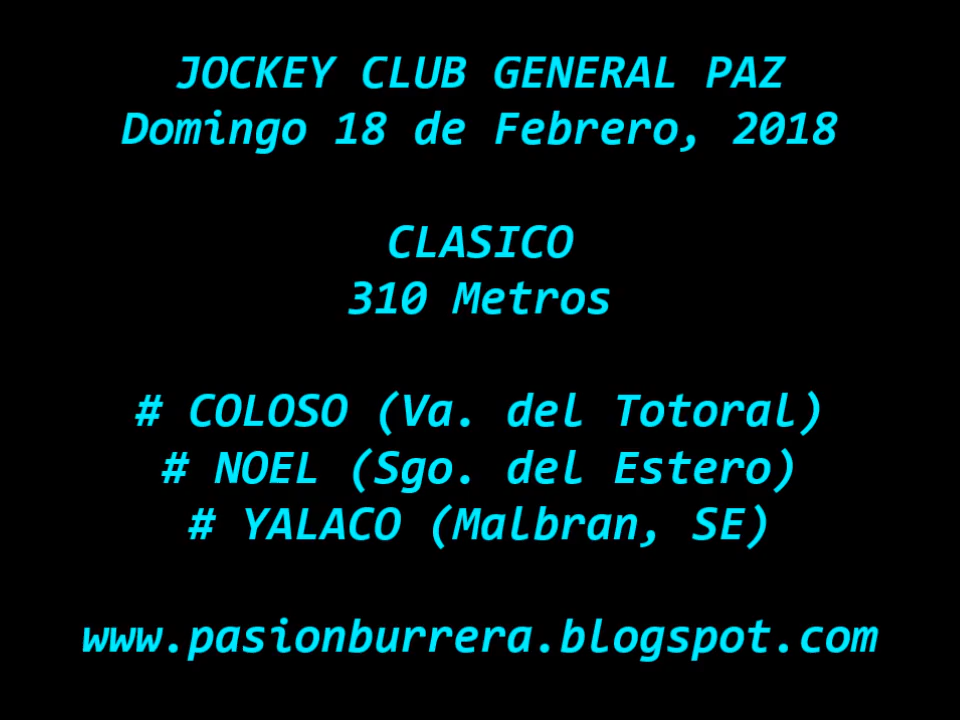 JOCKEY CLUB GENERAL PAZ
Domingo 18 de Febrero, 2018
CLASICO
310 Metros
# COLOSO (Va. del Totoral)
# NOEL (Sgo. del Estero)
# YALACO (Malbran, SE)
www.pasionburrera.blogspot.com